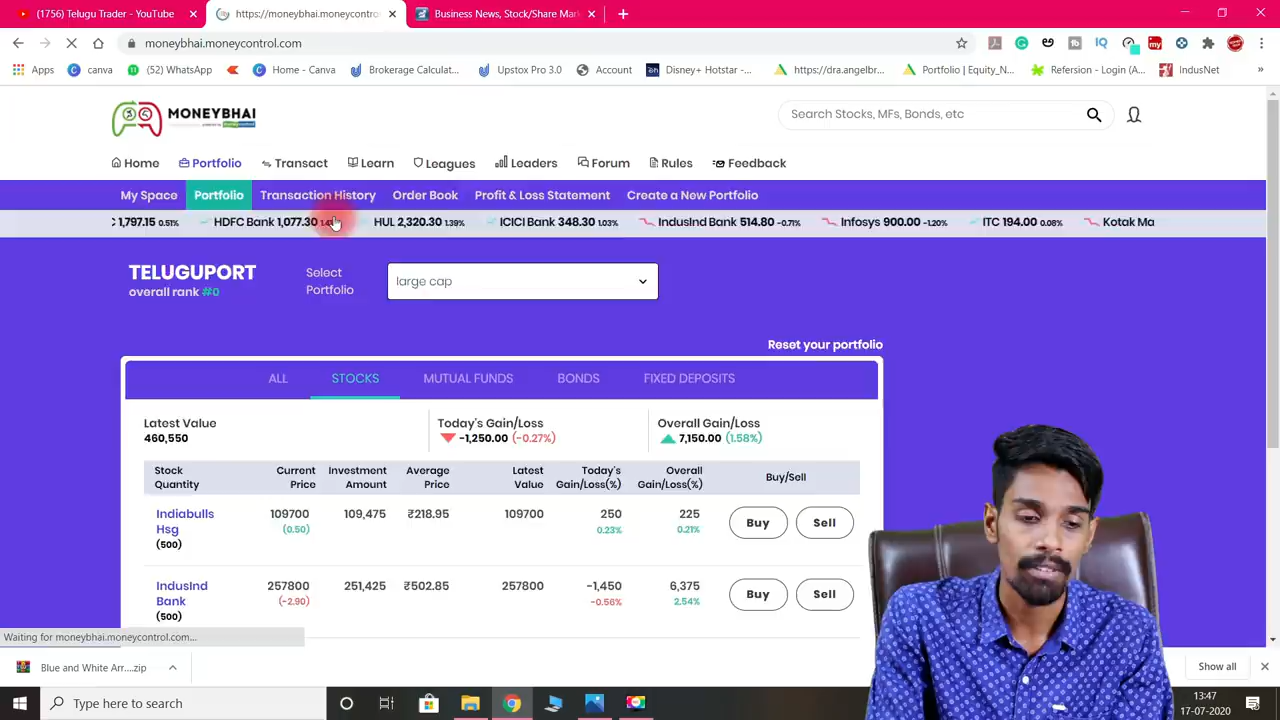 (1756) Telugu Trader - YouTube
https://moneybhai.moneycontro
Business News, Stock/Share Mar
moneybhai.moneycontrol.com
Apps
canva
(52) WhatsApp
Home - Canva
Brokerage Calculat...
Upstox Pro 3.0
Account
Disney+ Hotstar -...
https://dra.angelbr...
Portfolio | Equity_N...
Refersion - Login (A...
IndusNet
MONEYBHAI
Search Stocks, MFs, Bonds, etc
Home Portfolio Transact Learn Leagues Leaders Forum Rules Feedback
My Space Portfolio Transaction History Order Book Profit & Loss Statement Create a New Portfolio
C 1,797.15 0.51% HDFC Bank 1,077.30 HUL 2,320.30 1.39% ICICI Bank 348.30 1.03% IndusInd Bank 514.80 -0.71% Infosys 900.00 -1.20% ITC 194.00 0.08% Kotak Ma
TELUGUPORT
overall rank #0
Select
Portfolio
large cap
Reset your portfolio
ALL STOCKS MUTUAL FUNDS BONDS FIXED DEPOSITS
Latest Value
460,550
Today's Gain/Loss
-1,250.00 (-0.27%)
Overall Gain/Loss
7,150.00 (1.58%)
Stock
Quantity
Current
Price
Investment
Amount
Average
Price
Latest
Value
Today's
Gain/Loss(%)
Overall
Gain/Loss(%)
Buy/Sell
Indiabulls
Hsg
(500)
109700
(0.50)
109,475
₹218.95
109700
250
0.23%
225
0.21%
Buy
Sell
IndusInd
Bank
(500)
257800
(-2.90)
251,425
₹502.85
257800
-1,450
-0.56%
6,375
2.54%
Buy
Sell
Waiting for moneybhai.moneycontrol.com...
Blue and White Arr....zip
Show all
Type here to search
13:47
17-07-2020